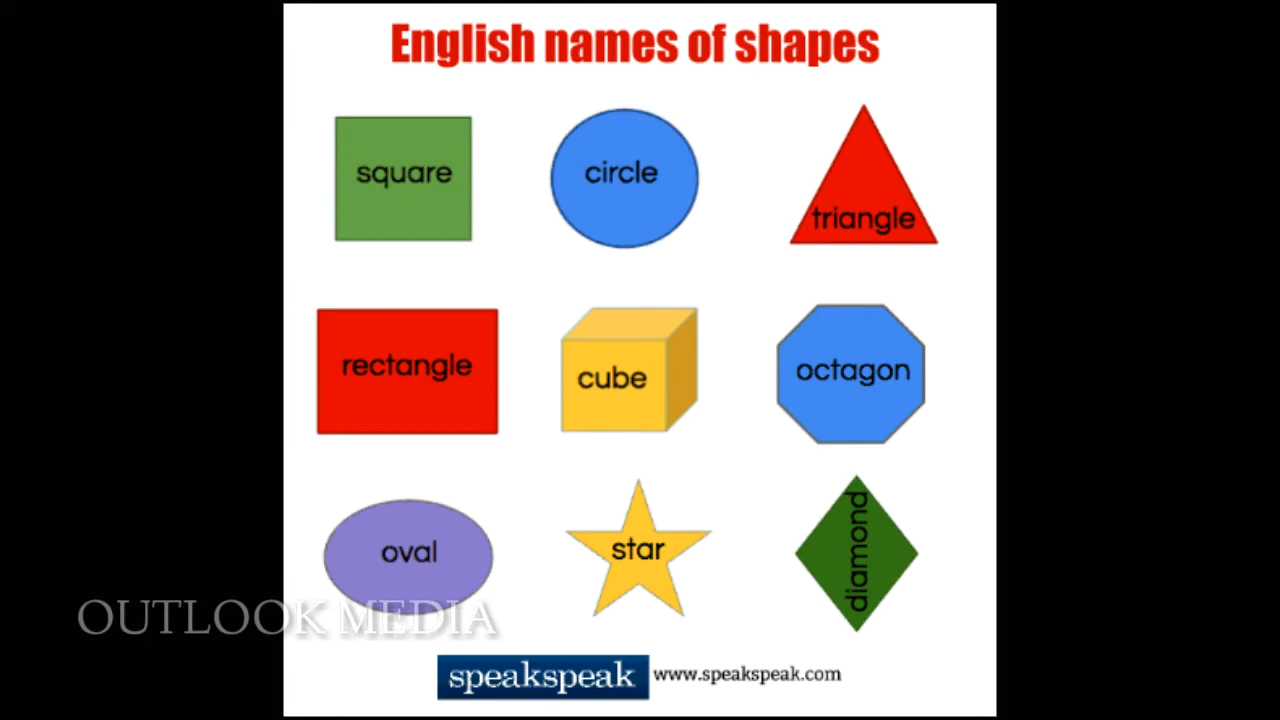 English names of shapes
square
circle
triangle
rectangle
cube
octagon
oval
star
diamond
OUTLOOK MEDIA
speakspeak www.speakspeak.com